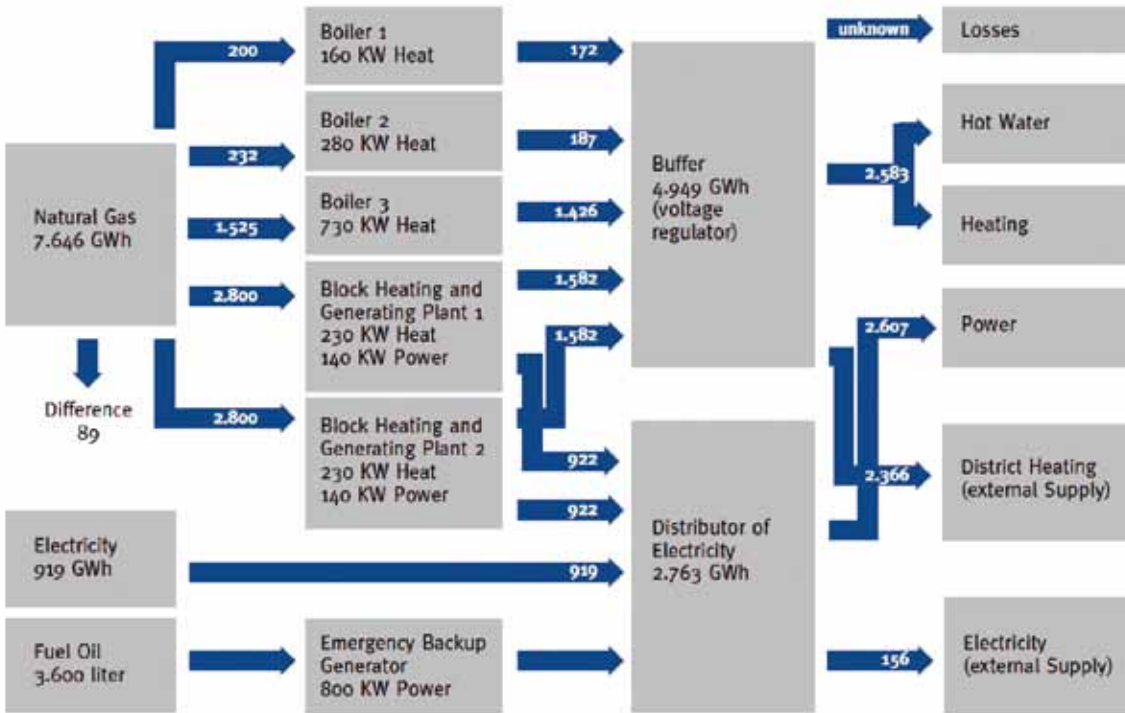 Natural Gas
7.646 GWh
Difference
89
Electricity
919 GWh
Fuel Oil
3.600 liter
200
232
1.525
2.800
2.800
Boiler 1
160 KW Heat
Boiler 2
280 KW Heat
Boiler 3
730 KW Heat
Block Heating and
Generating Plant 1
230 KW Heat
140 KW Power
Block Heating and
Generating Plant 2
230 KW Heat
140 KW Power
Emergency Backup
Generator
800 KW Power
172
187
1.426
1.582
1.582
922
922
919
Buffer
4.949 GWh
(voltage
regulator)
Distributor of
Electricity
2.763 GWh
unknown
2.583
2.607
2.366
156
Losses
Hot Water
Heating
Power
District Heating
(external Supply)
Electricity
(external Supply)